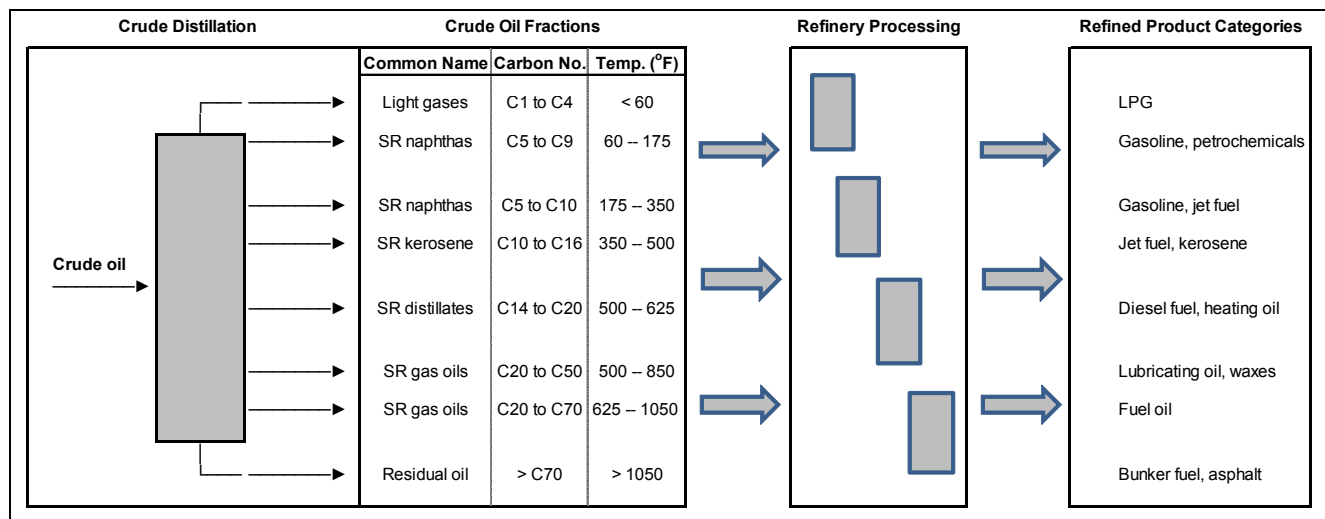 Crude Distillation Crude Oil Fractions Refinery Processing Refined Product Categories
Common Name Carbon No. Temp. (°F)
Light gases C1 to C4 < 60 LPG
SR naphthas C5 to C9 60 -- 175 Gasoline, petrochemicals
SR naphthas C5 to C10 175 -- 350 Gasoline, jet fuel
SR kerosene C10 to C16 350 -- 500 Jet fuel, kerosene
Crude oil
SR distillates C14 to C20 500 -- 625 Diesel fuel, heating oil
SR gas oils C20 to C50 500 -- 850 Lubricating oil, waxes
SR gas oils C20 to C70 625 -- 1050 Fuel oil
Residual oil > C70 > 1050 Bunker fuel, asphalt